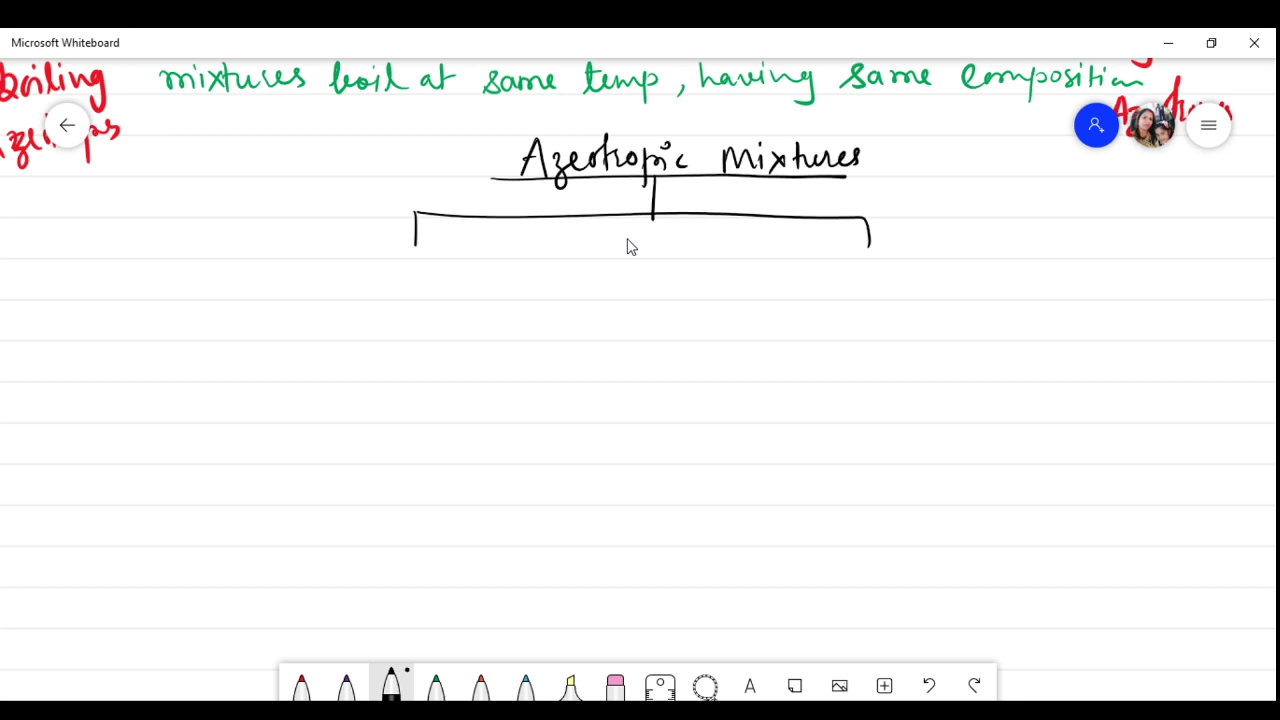 Microsoft Whiteboard
boiling mixtures boil at same temp, having same composition
Azeotropic Mixtures
A